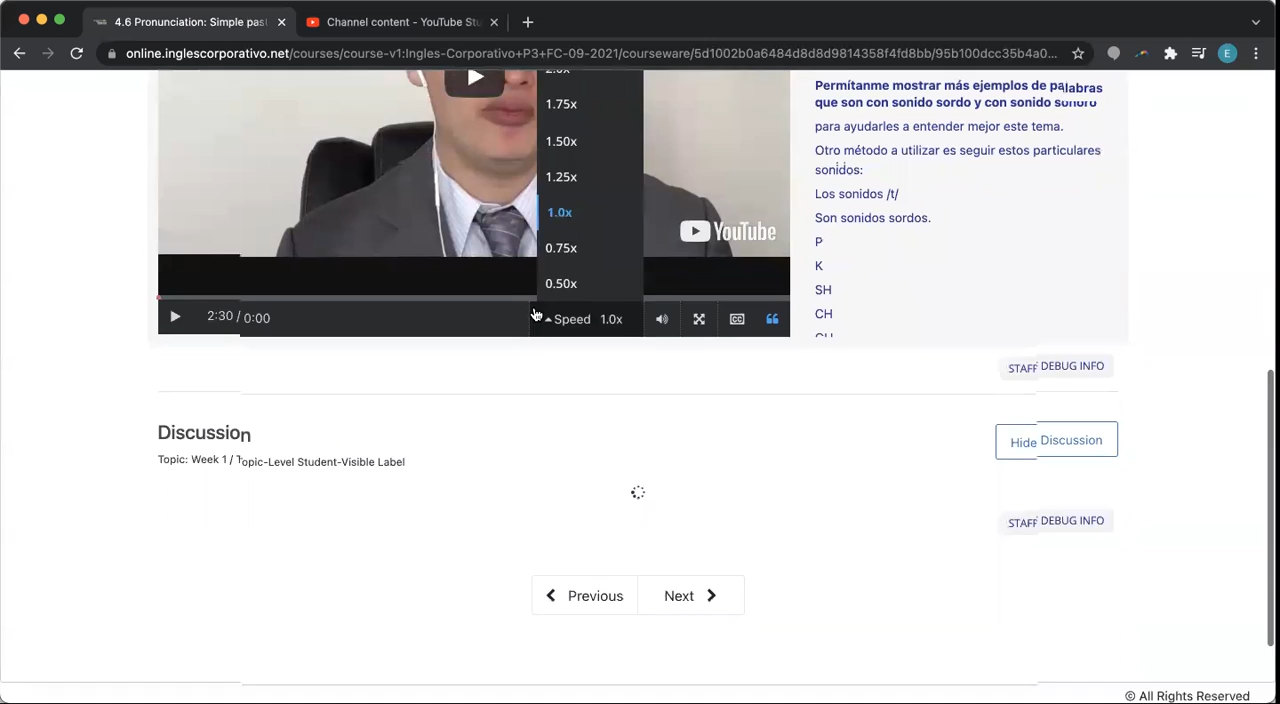 4.6 Pronunciation: Simple pas
Channel content - YouTube Stu
online.inglescorporativo.net/courses/course-v1:Ingles-Corporativo+P3+FC-09-2021/courseware/5d1002b0a6484d8d8d9814358f4fd8bb/95b100dcc35b4a0...
E
2.0x
1.75x
1.50x
1.25x
1.0x
0.75x
0.50x
YouTube
2:30 / 0:00
Speed 1.0x
CC
Permítanme mostrar más ejemplos de palabras
que son con sonido sordo y con sonido sonoro
para ayudarles a entender mejor este tema.
Otro método a utilizar es seguir estos particulares
sonidos:
Los sonidos /t/
Son sonidos sordos.
P
K
SH
CH
GH
STAFF DEBUG INFO
Discussion
Hide Discussion
Topic: Week 1 / Topic-Level Student-Visible Label
STAFF DEBUG INFO
Previous
Next
© All Rights Reserved